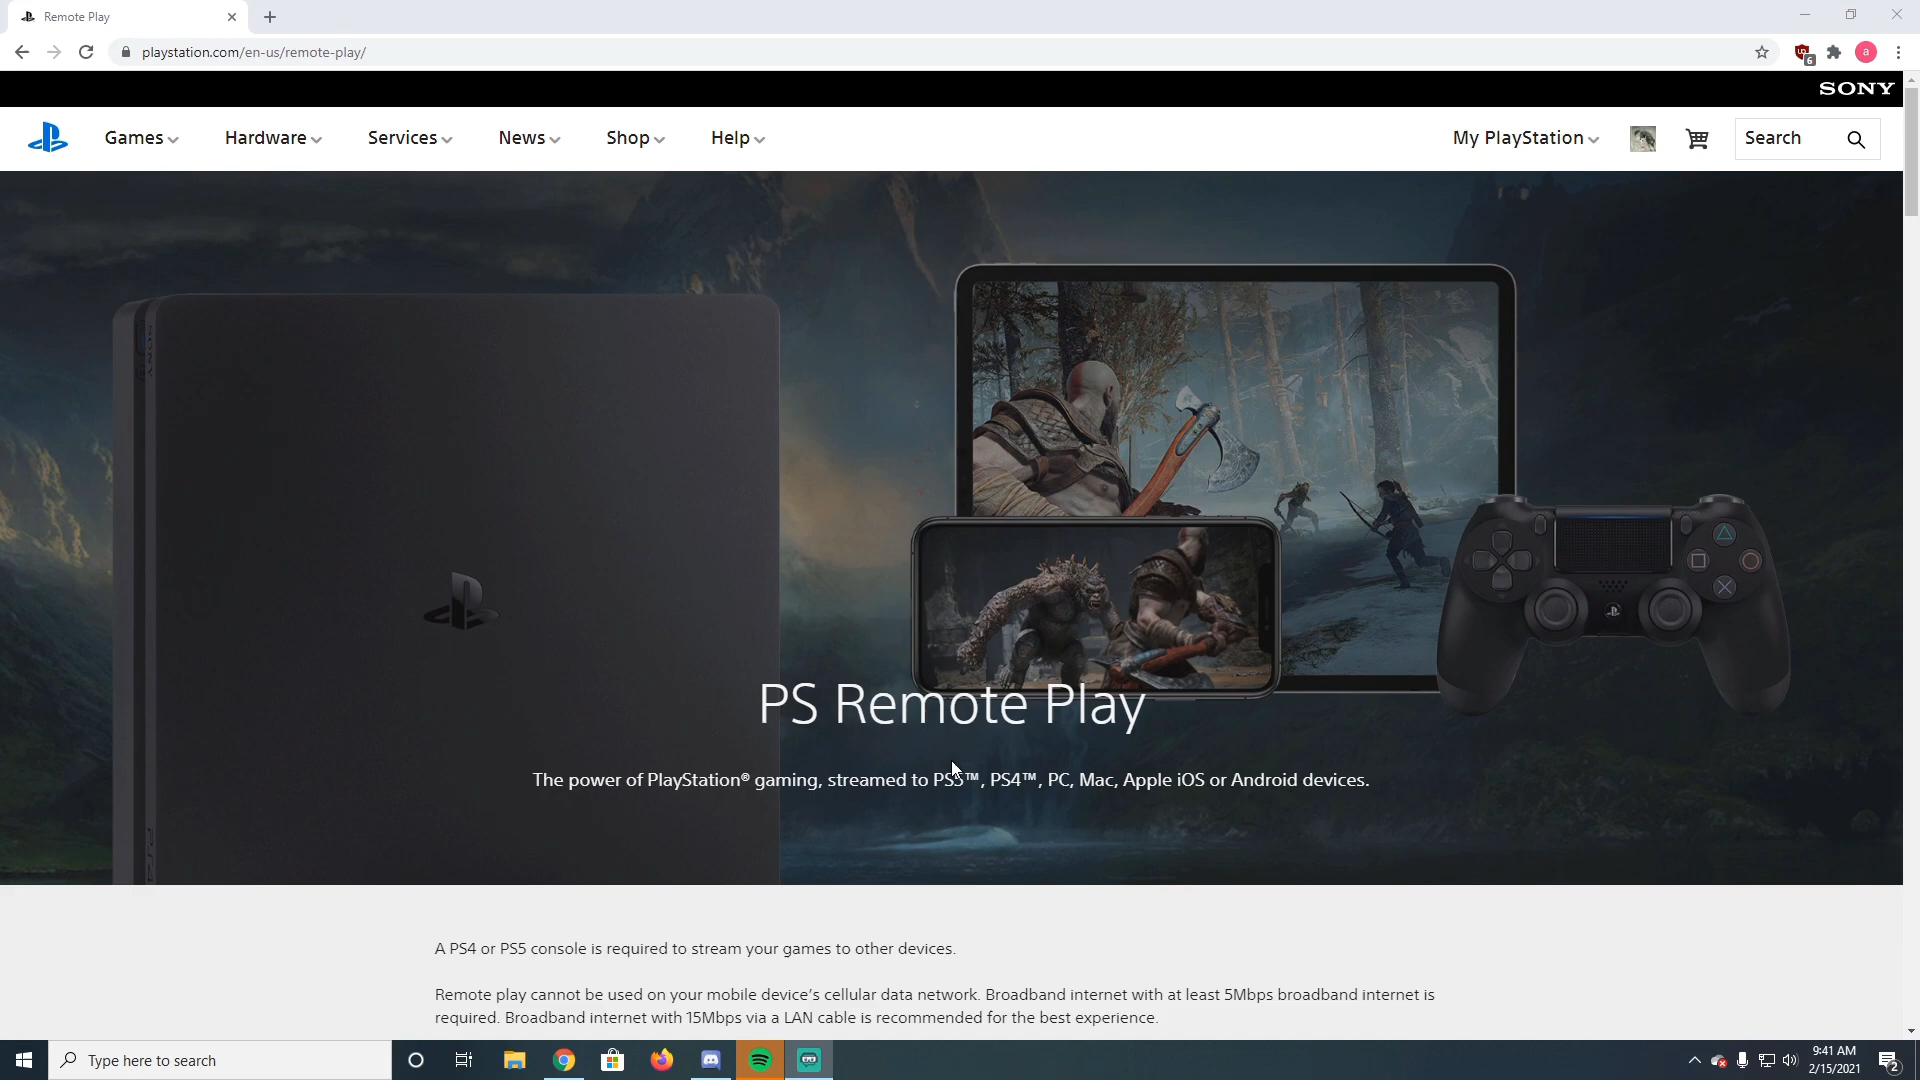 Remote Play
playstation.com/en-us/remote-play/
6
a
SONY
Games
Hardware
Services
News
Shop
Help
My PlayStation
Search
PS Remote Play
The power of PlayStation® gaming, streamed to PS5™, PS4™, PC, Mac, Apple iOS or Android devices.
A PS4 or PS5 console is required to stream your games to other devices.
Remote play cannot be used on your mobile device's cellular data network. Broadband internet with at least 5Mbps broadband internet is
required. Broadband internet with 15Mbps via a LAN cable is recommended for the best experience.
Type here to search
9:41 AM
2/15/2021
2